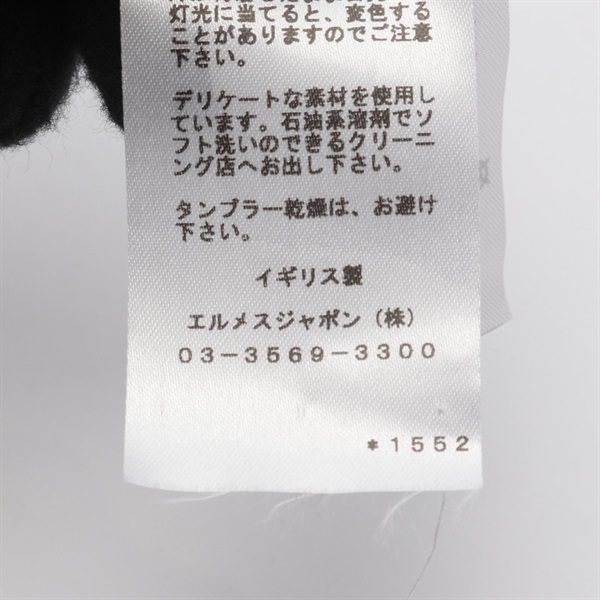 灯光に当てると、変色する
ことがありますのでご注意
下さい。
デリケートな素材を使用し
ています。石油系溶剤でソ
フト洗いのできるクリーニ
ング店へお出し下さい。
タンブラー乾燥は、お避け
下さい。
イギリス製
エルメスジャポン（株）
03-3569-3300
*1552